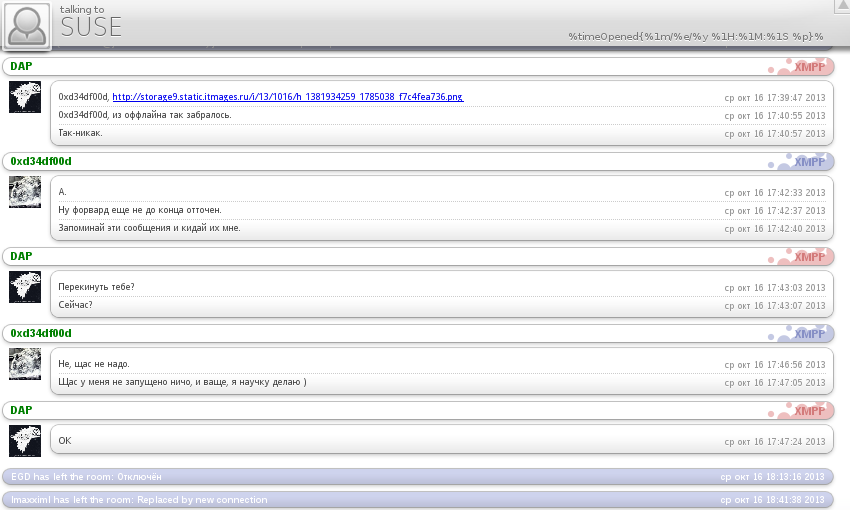 talking to
SUSE
%timeOpened{%1m/%e/%y %1H:%1M:%1S %p}%
DAP XMPP
0xd34df00d, http://storage9.static.itmages.ru/i/13/1016/h_1381934259_1785038_f7c4fea736.png ср окт 16 17:39:47 2013
0xd34df00d, из оффлайна так забралось. ср окт 16 17:40:55 2013
Так-никак. ср окт 16 17:40:57 2013
0xd34df00d XMPP
А. ср окт 16 17:42:33 2013
Ну форвард еще не до конца отточен. ср окт 16 17:42:37 2013
Запоминай эти сообщения и кидай их мне. ср окт 16 17:42:40 2013
DAP XMPP
Перекинуть тебе? ср окт 16 17:43:03 2013
Сейчас? ср окт 16 17:43:07 2013
0xd34df00d XMPP
Не, щас не надо. ср окт 16 17:46:56 2013
Щас у меня не запущено ничо, и ваще, я научку делаю ) ср окт 16 17:47:05 2013
DAP XMPP
ОК ср окт 16 17:47:24 2013
EGD has left the room: Отключён ср окт 16 18:13:16 2013
lmaxximl has left the room: Replaced by new connection ср окт 16 18:41:38 2013